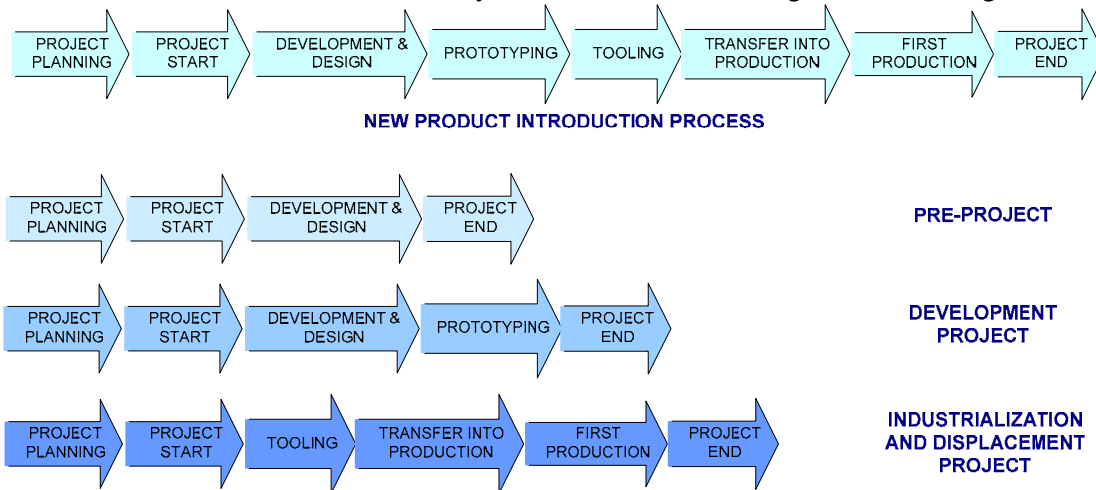 PROJECT
PLANNING
PROJECT
START
DEVELOPMENT &
DESIGN
PROTOTYPING
TOOLING
TRANSFER INTO
PRODUCTION
FIRST
PRODUCTION
PROJECT
END
NEW PRODUCT INTRODUCTION PROCESS
PROJECT
PLANNING
PROJECT
START
DEVELOPMENT &
DESIGN
PROJECT
END
PRE-PROJECT
PROJECT
PLANNING
PROJECT
START
DEVELOPMENT &
DESIGN
PROTOTYPING
PROJECT
END
DEVELOPMENT
PROJECT
PROJECT
PLANNING
PROJECT
START
TOOLING
TRANSFER INTO
PRODUCTION
FIRST
PRODUCTION
PROJECT
END
INDUSTRIALIZATION
AND DISPLACEMENT
PROJECT